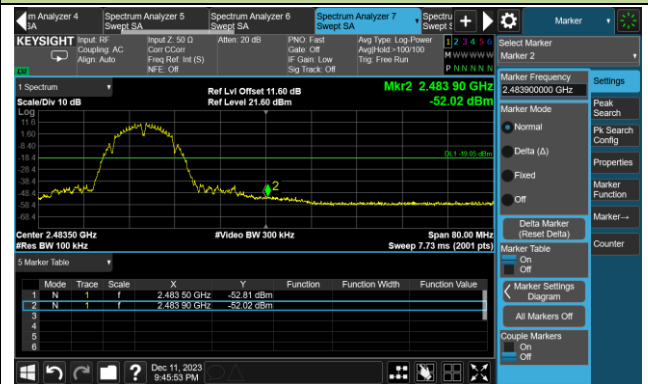 m Analyzer 4
SA
Spectrum Analyzer 5
Swept SA
Spectrum Analyzer 6
Swept SA
Spectrum Analyzer 7
Swept SA
Spectru
Swept S
Marker
KEYSIGHT
Input: RF
Coupling: AC
Align: Auto
Input Z: 50 Ω
Corr CCorr
Freq Ref: Int (S)
NFE: Off
Atten: 20 dB
PNO: Fast
Gate: Off
IF Gain: Low
Sig Track: Off
Avg Type: Log-Power
Avg|Hold >100/100
Trig: Free Run
1 2 3 4 5 6
M W W W W W
P N N N N N
Select Marker
Marker 2
1 Spectrum
Scale/Div 10 dB
Log
Ref Lvl Offset 11.60 dB
Ref Level 21.60 dBm
Mkr2 2.483 90 GHz
-52.02 dBm
11.6
1.60
-8.40
-18.4
-28.4
-38.4
-48.4
-58.4
-68.4
DL1 -19.05 dBm
2
Center 2.48350 GHz
#Res BW 100 kHz
#Video BW 300 kHz
Span 80.00 MHz
Sweep 7.73 ms (2001 pts)
5 Marker Table
Mode Trace Scale X Y Function Function Width Function Value
1 N 1 f 2.483 50 GHz -52.81 dBm
2 N 1 f 2.483 90 GHz -52.02 dBm
3
4
5
6
Marker Frequency
2.483900000 GHz
Marker Mode
Normal
Delta (Δ)
Fixed
Off
Delta Marker
(Reset Delta)
Marker Table
On
Off
Marker Settings
Diagram
All Markers Off
Couple Markers
On
Off
Settings
Peak
Search
Pk Search
Config
Properties
Marker
Function
Marker→
Counter
?
Dec 11, 2023
9:45:53 PM